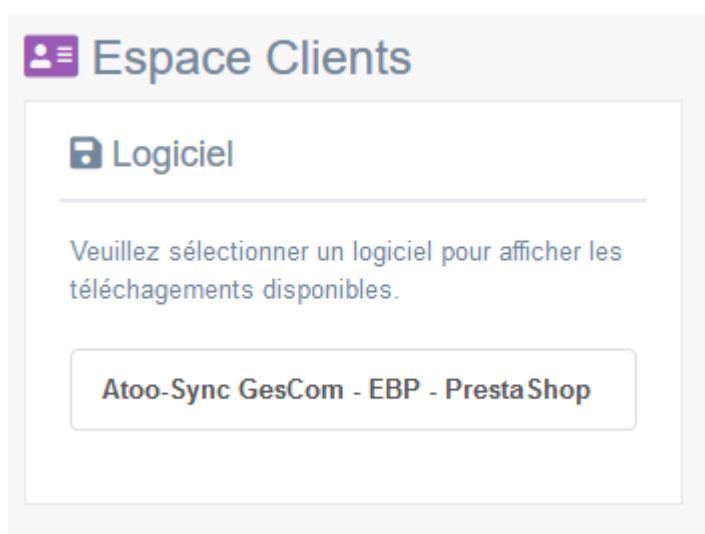 Espace Clients
Logiciel
Veuillez sélectionner un logiciel pour afficher les
téléchagements disponibles.
Atoo-Sync GesCom - EBP - PrestaShop